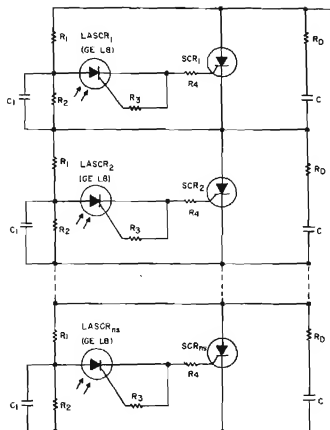 LASCR1
(GE L8)
SCR1
R1
RD
R4
R3
C1
R2
C
LASCR2
(GE L8)
SCR2
R1
RD
R4
R3
C1
R2
C
LASCRns
(GE L8)
SCRns
R1
RD
R4
R3
C1
R2
C